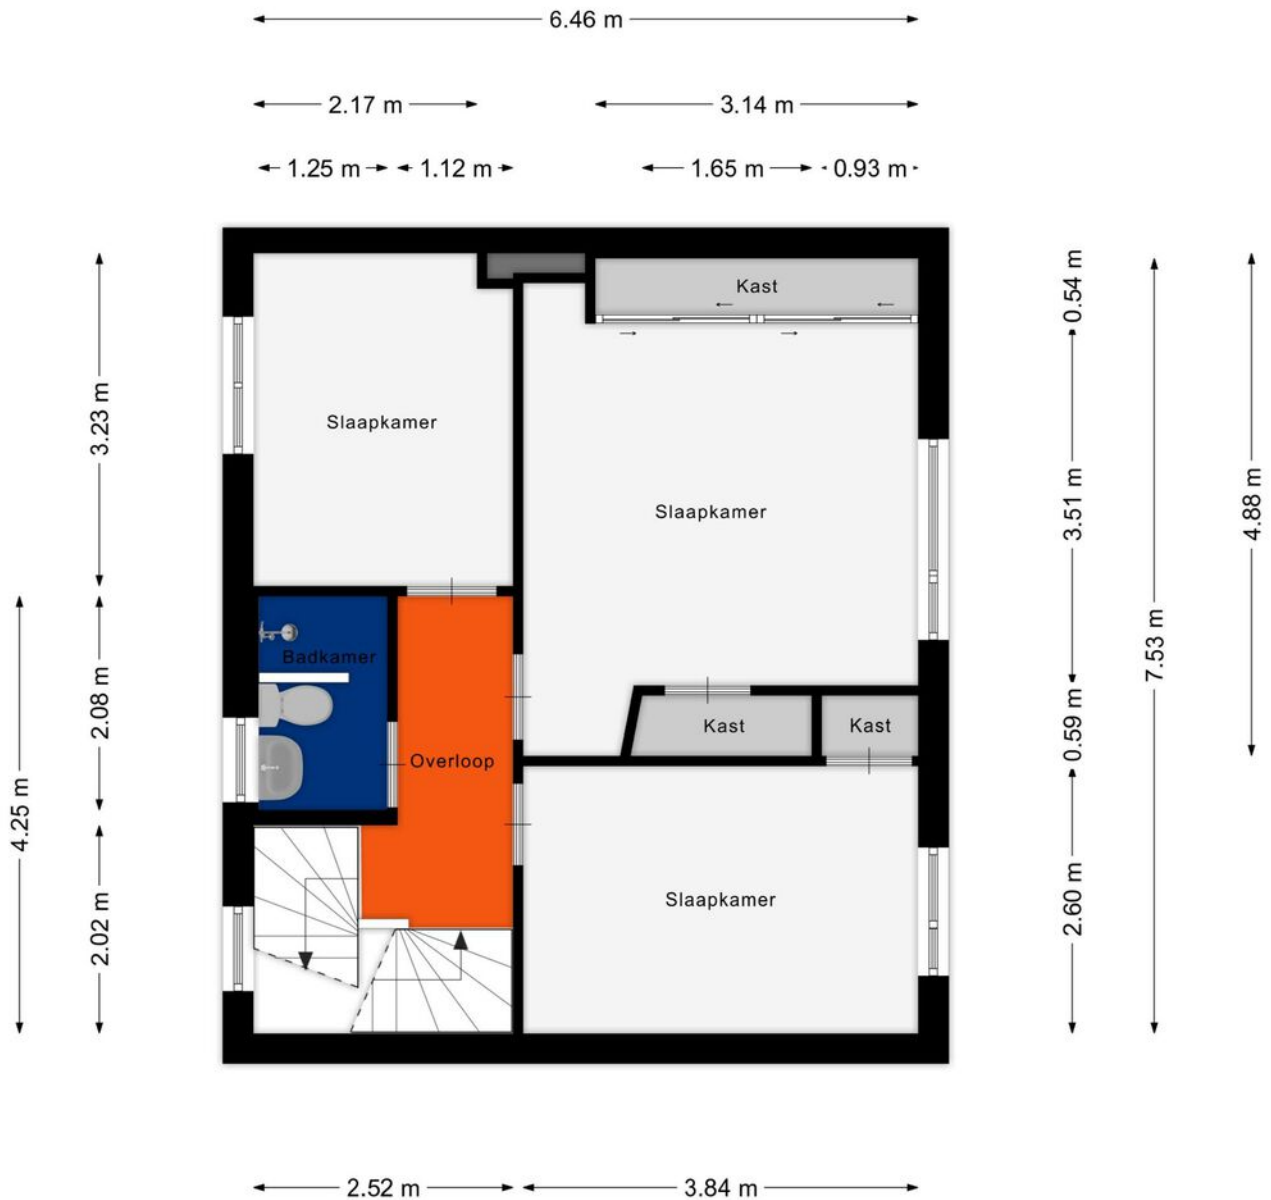 6.46 m
2.17 m
3.14 m
1.25 m
1.12 m
1.65 m
0.93 m
Kast
0.54 m
Slaapkamer
3.23 m
Slaapkamer
3.51 m
4.88 m
7.53 m
Badkamer
2.08 m
Kast
Kast
0.59 m
Overloop
4.25 m
Slaapkamer
2.60 m
2.02 m
2.52 m
3.84 m